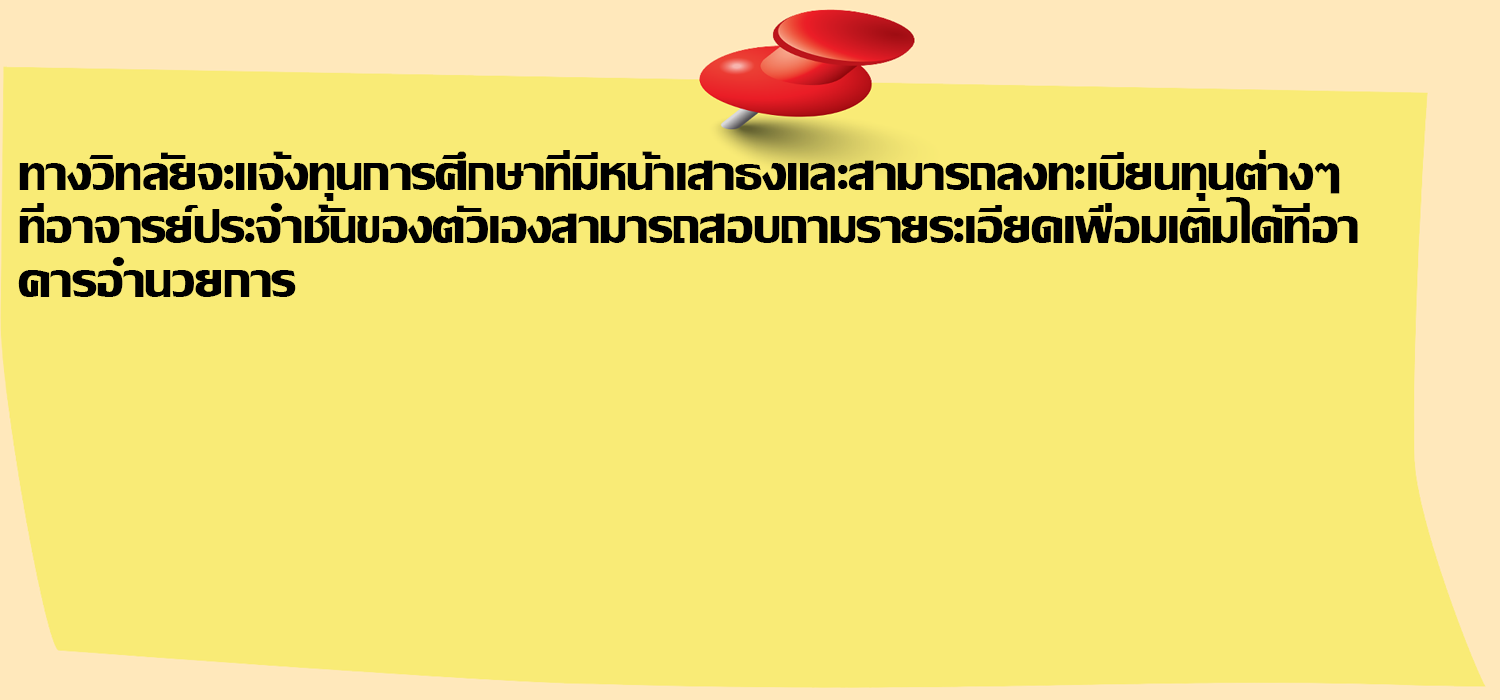 ทางวิทลัยจะแจ้งทุนการศึกษาที่มีหน้าเสาธงและสามารถลงทะเบียนทุนต่างๆ
ที่อาจารย์ประจำชั้นของตัวเองสามารถสอบถามรายระเอียดเพื่อมเติ่มได้ที่อา
คารอำนวยการ